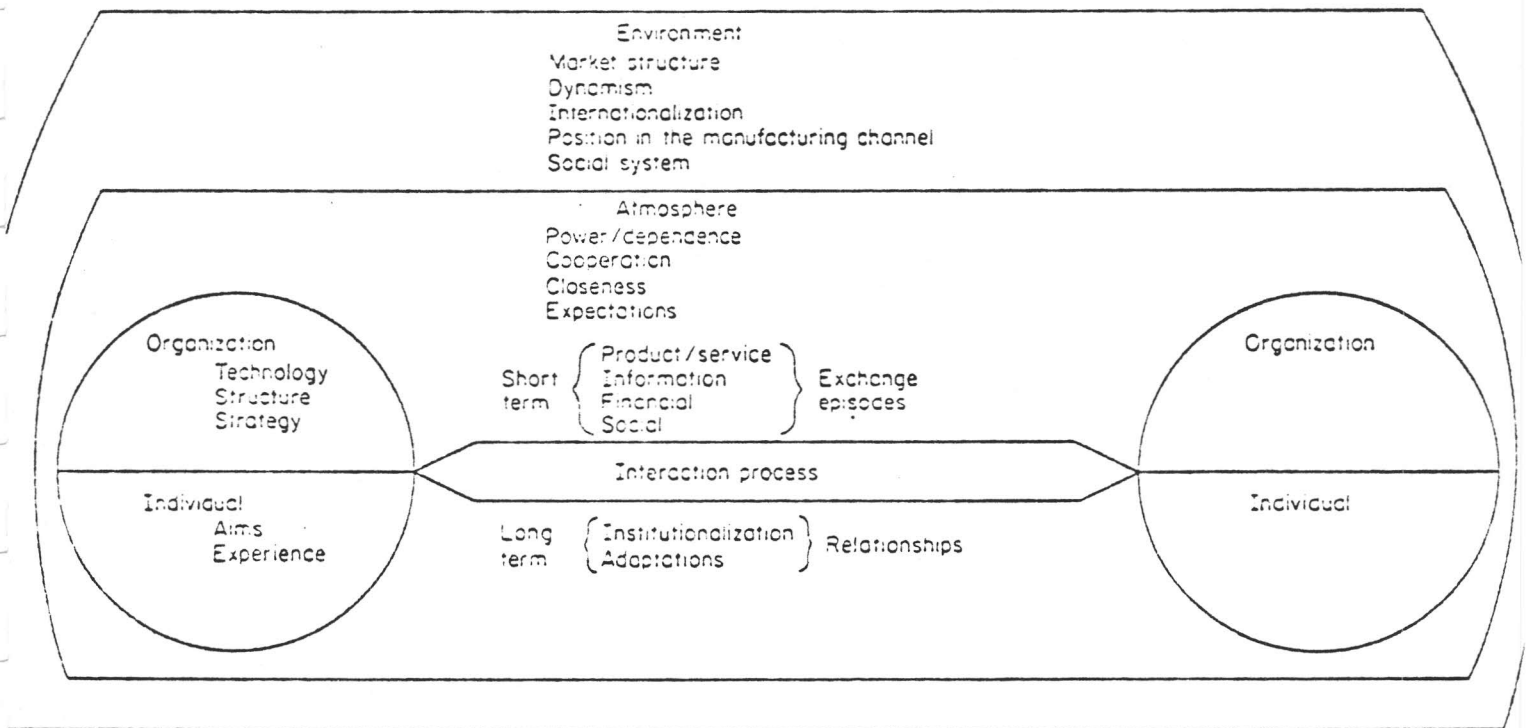 Environment
Market structure
Dynamism
Internationalization
Position in the manufacturing channel
Social system
Atmosphere
Power/dependence
Cooperation
Closeness
Expectations
Organization
Technology
Structure
Strategy
Short
term
Product/service
Information
Financial
Social
Exchange
episodes
Organization
Interaction process
Individual
Aims
Experience
Long
term
Institutionalization
Adaptations
Relationships
Individual